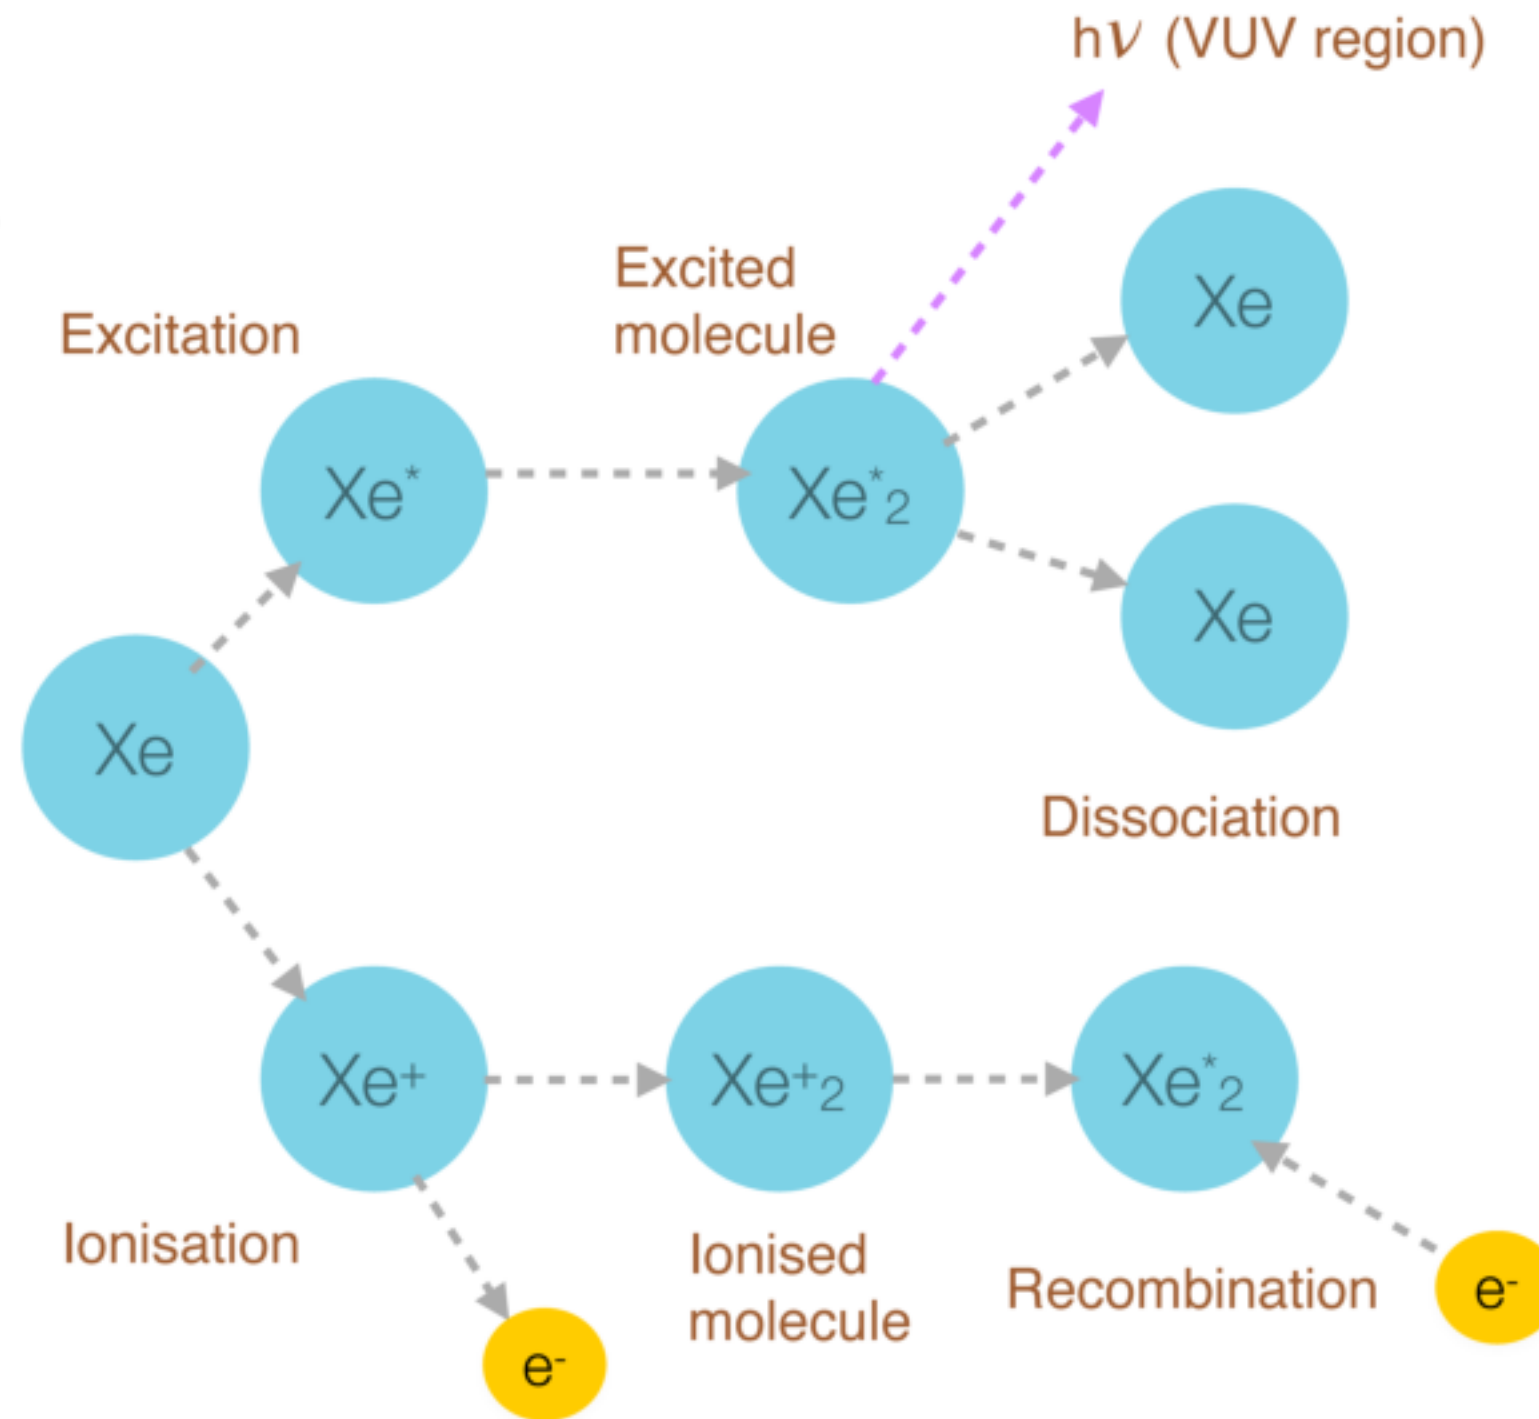 hν (VUV region)
Excited
molecule
Excitation
Xe
Xe*
Xe*2
Xe
Xe
Dissociation
Xe+
Xe+2
Xe*2
Ionisation
Ionised
molecule
Recombination
e-
e-